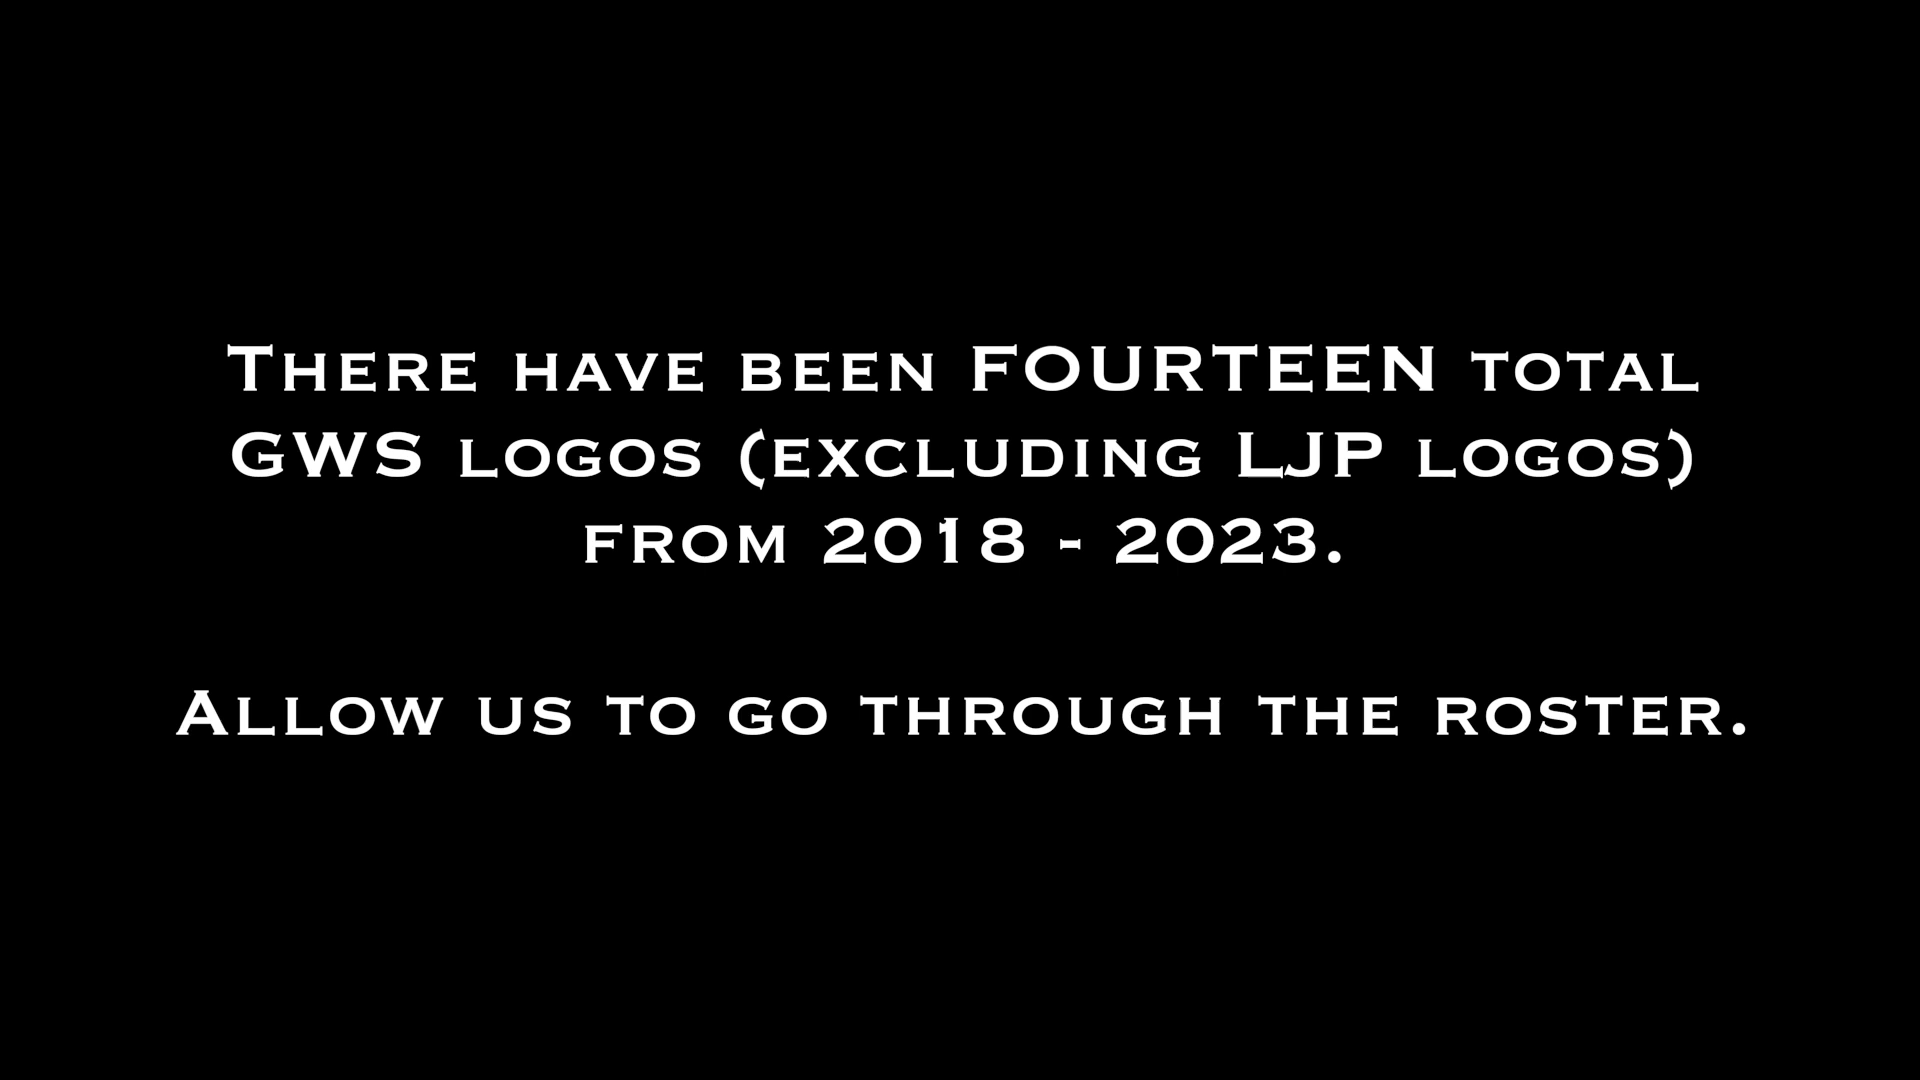 There have been FOURTEEN total
GWS logos (excluding LJP logos)
from 2018 - 2023.
Allow us to go through the roster.